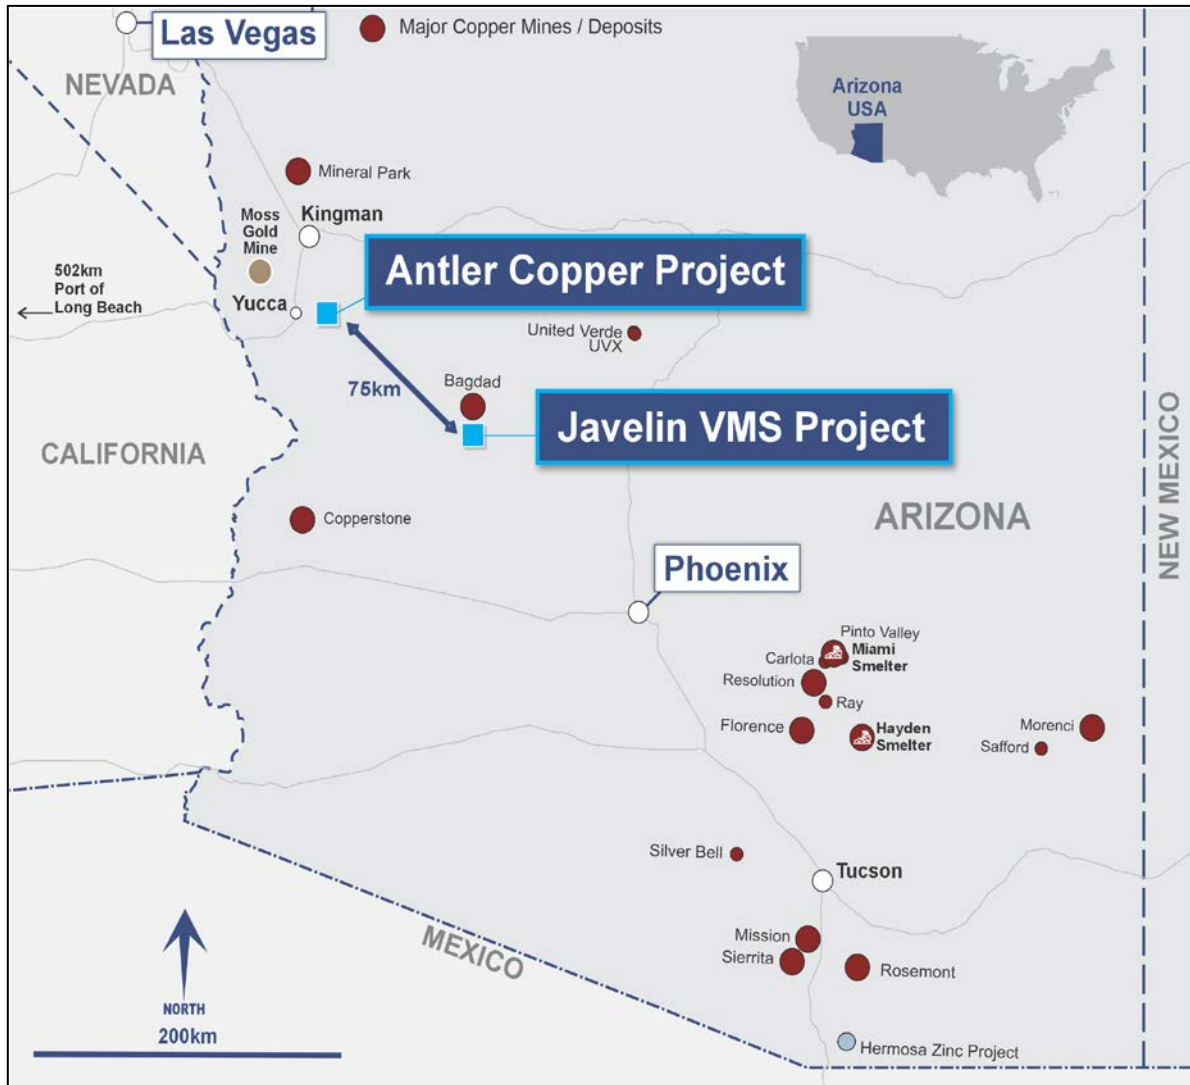 Las Vegas
Major Copper Mines / Deposits
NEVADA
Arizona
USA
Mineral Park
Moss
Gold
Mine
Kingman
Antler Copper Project
502km
Port of
Long Beach
Yucca
United Verde
UVX
75km
Bagdad
Javelin VMS Project
CALIFORNIA
NEW MEXICO
Copperstone
ARIZONA
Phoenix
Pinto Valley
Carlota
Miami
Smelter
Resolution
Ray
Florence
Hayden
Smelter
Morenci
Safford
Silver Bell
Tucson
MEXICO
Mission
Sierrita
Rosemont
NORTH
200km
Hermosa Zinc Project